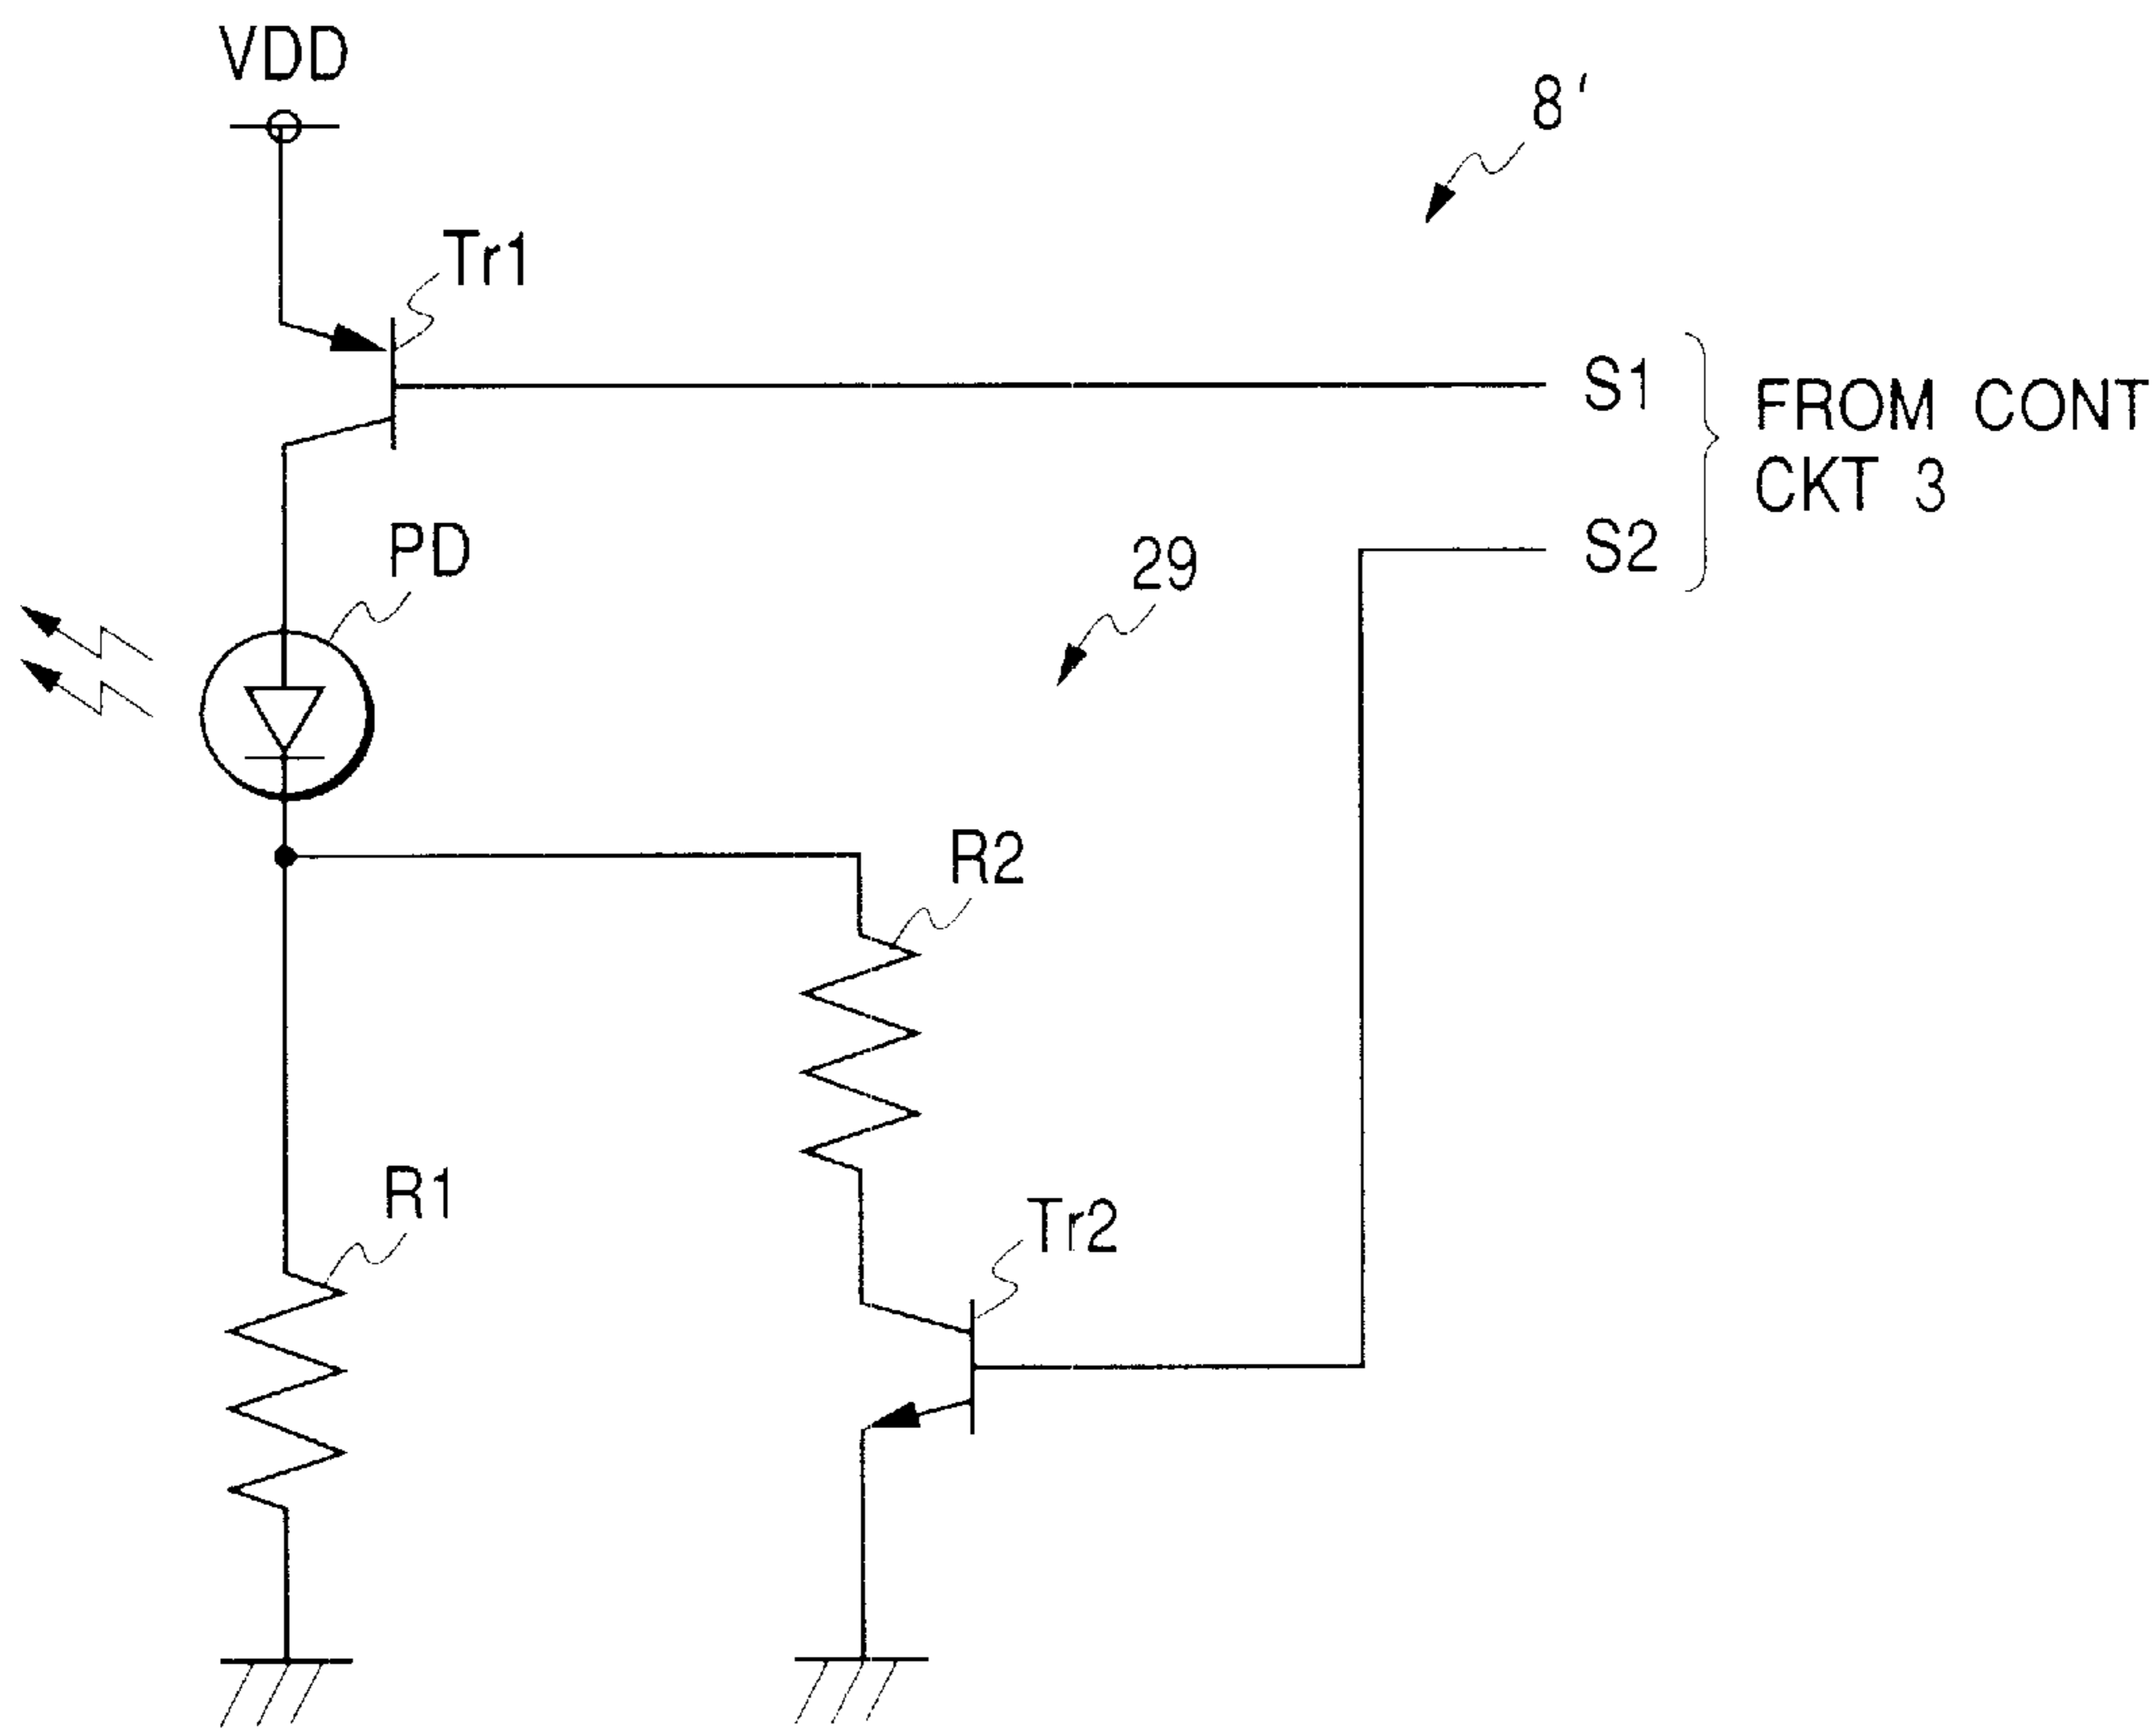 VDD
8'
Tr1
S1
FROM CONT
CKT 3
S2
PD
29
R2
R1
Tr2